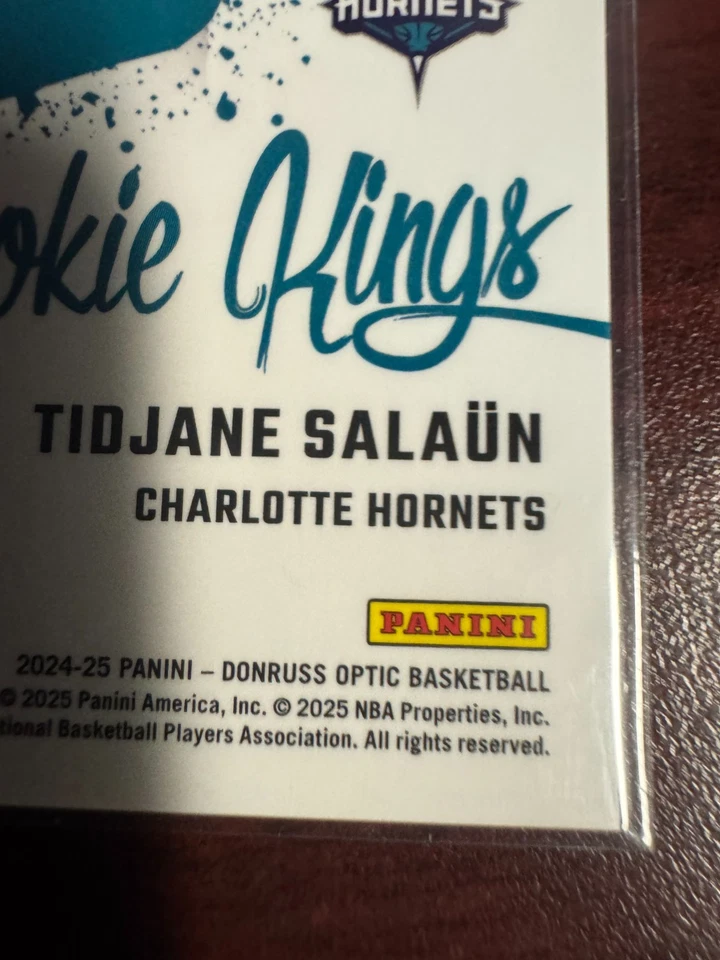 HORNETS
okie Kings
TIDJANE SALAÜN
CHARLOTTE HORNETS
PANINI
2024-25 PANINI – DONRUSS OPTIC BASKETBALL
© 2025 Panini America, Inc. © 2025 NBA Properties, Inc.
tional Basketball Players Association. All rights reserved.